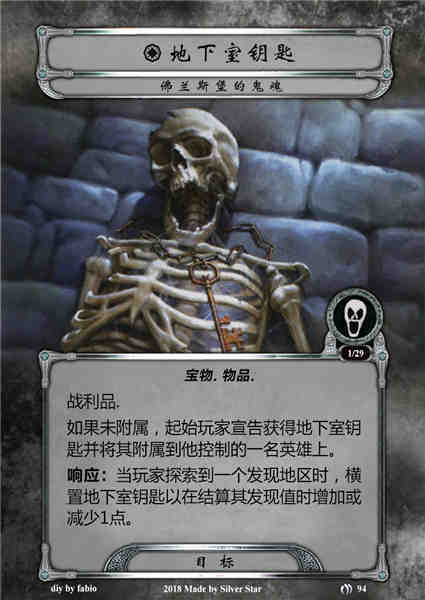 地下室钥匙
佛兰斯堡的鬼魂
1/29
宝物. 物品.
战利品.
如果未附属，起始玩家宣告获得地下室钥
匙并将其附属到他控制的一名英雄上。
响应：当玩家探索到一个发现地区时，横
置地下室钥匙以在结算其发现值时增加或
减少1点。
目标
diy by fabio
2018 Made by Silver Star
94